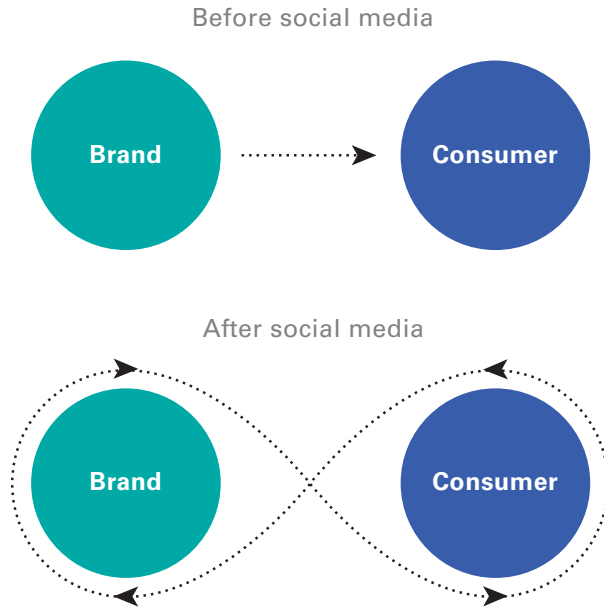 Before social media
Brand
Consumer
After social media
Brand
Consumer